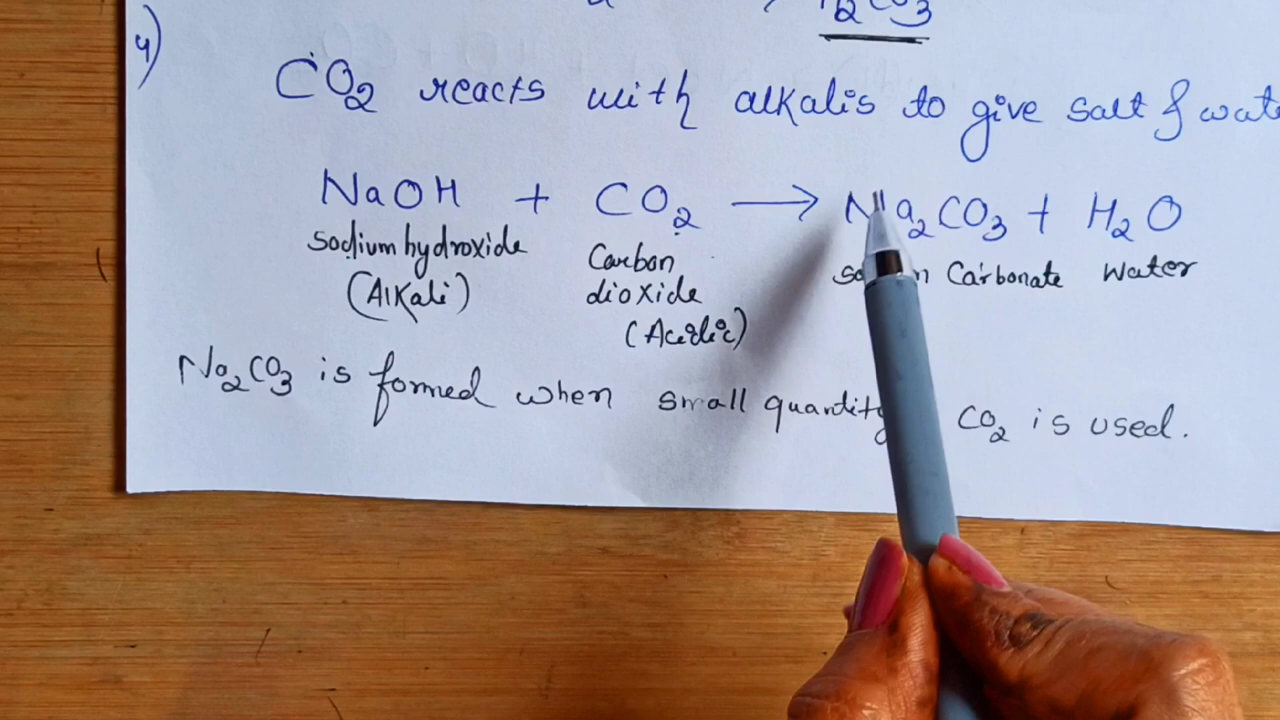 H2CO3
4)
CO2 reacts with alkalis to give salt & wate
NaOH + CO2 → Na2CO3 + H2O
Sodium hydroxide Carbon dioxide Carbonate Water
(Alkali) (Acidic)
Na2CO3 is formed when small quantity CO2 is used.